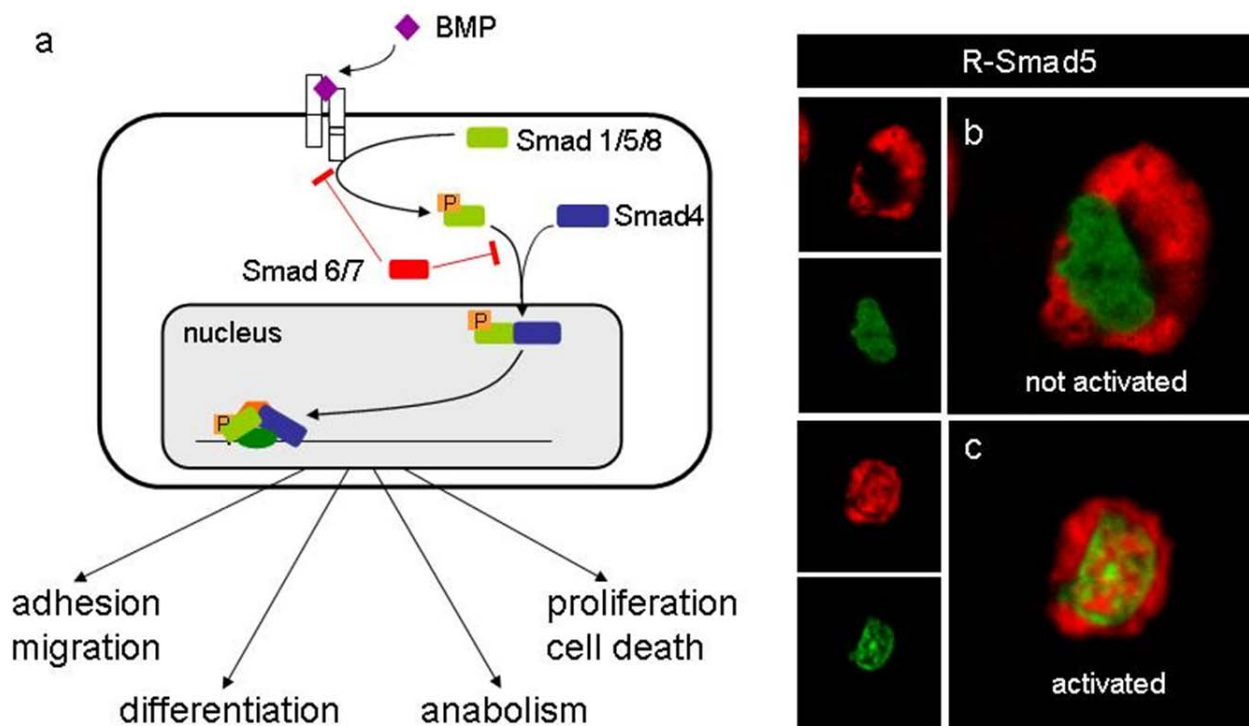 a
BMP
Smad 1/5/8
P
Smad4
Smad 6/7
nucleus
P
P
adhesion
migration
differentiation
anabolism
proliferation
cell death
R-Smad5
b
not activated
c
activated